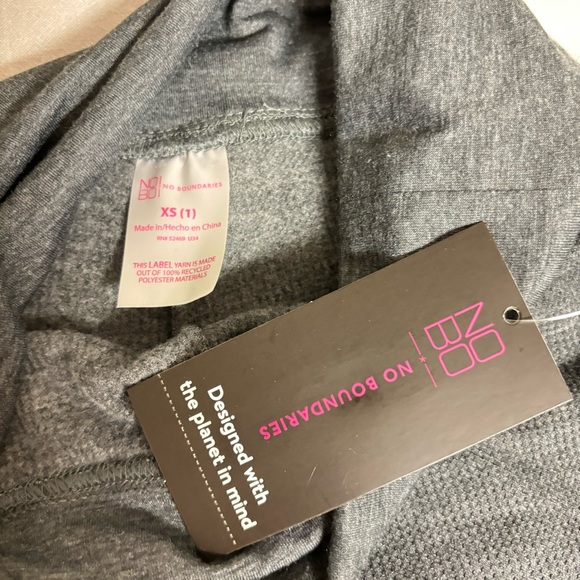 NO
BO
NO BOUNDARIES
XS (1)
Made in/Hecho en China
THIS LABEL YARN IS MADE
OUT OF 100% RECYCLED
POLYESTER MATERIALS
NO
BO
NO BOUNDARIES
Designed with
the planet in mind